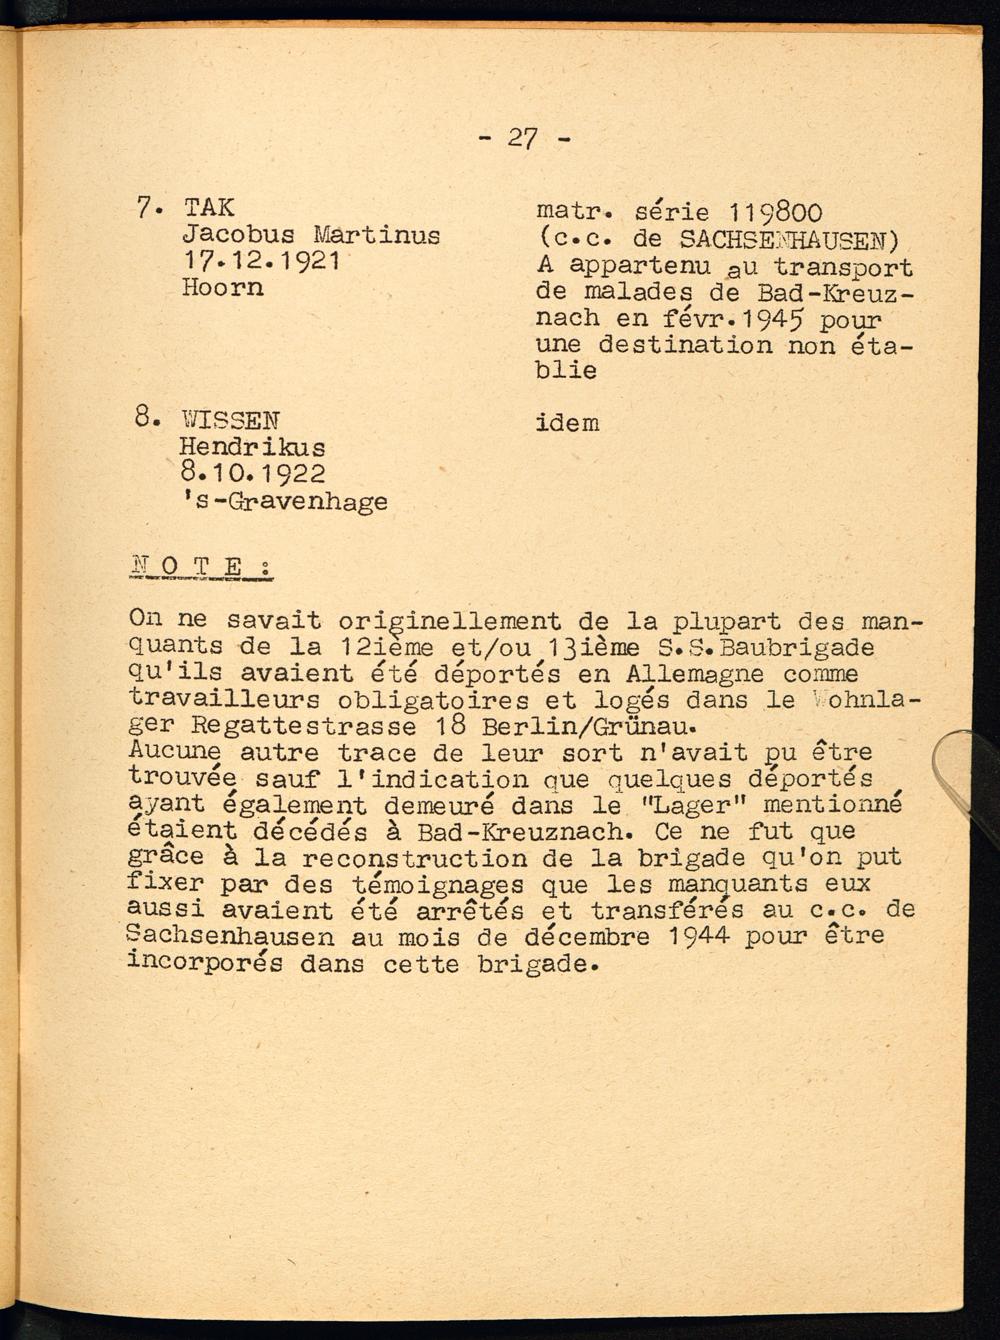 - 27 -
7. TAK
Jacobus Martinus
17.12.1921
Hoorn
matr. série 119800
(c.c. de SACHSENHAUSEN)
A appartenu au transport
de malades de Bad-Kreuz-
nach en févr.1945 pour
une destination non éta-
blie
8. WISSEN
Hendrikus
8.10.1922
's-Gravenhage
idem
N O T E :
On ne savait originellement de la plupart des man-
quants de la 12ième et/ou 13ième S.S.Baubrigade
qu'ils avaient été déportés en Allemagne comme
travailleurs obligatoires et logés dans le Wohnla-
ger Regattestrasse 18 Berlin/Grünau.
Aucune autre trace de leur sort n'avait pu être
trouvée sauf l'indication que quelques déportés
ayant également demeuré dans le "Lager" mentionné
étaient décédés à Bad-Kreuznach. Ce ne fut que
grâce à la reconstruction de la brigade qu'on put
fixer par des témoignages que les manquants eux
aussi avaient été arrêtés et transférés au c.c. de
Sachsenhausen au mois de décembre 1944 pour être
incorporés dans cette brigade.